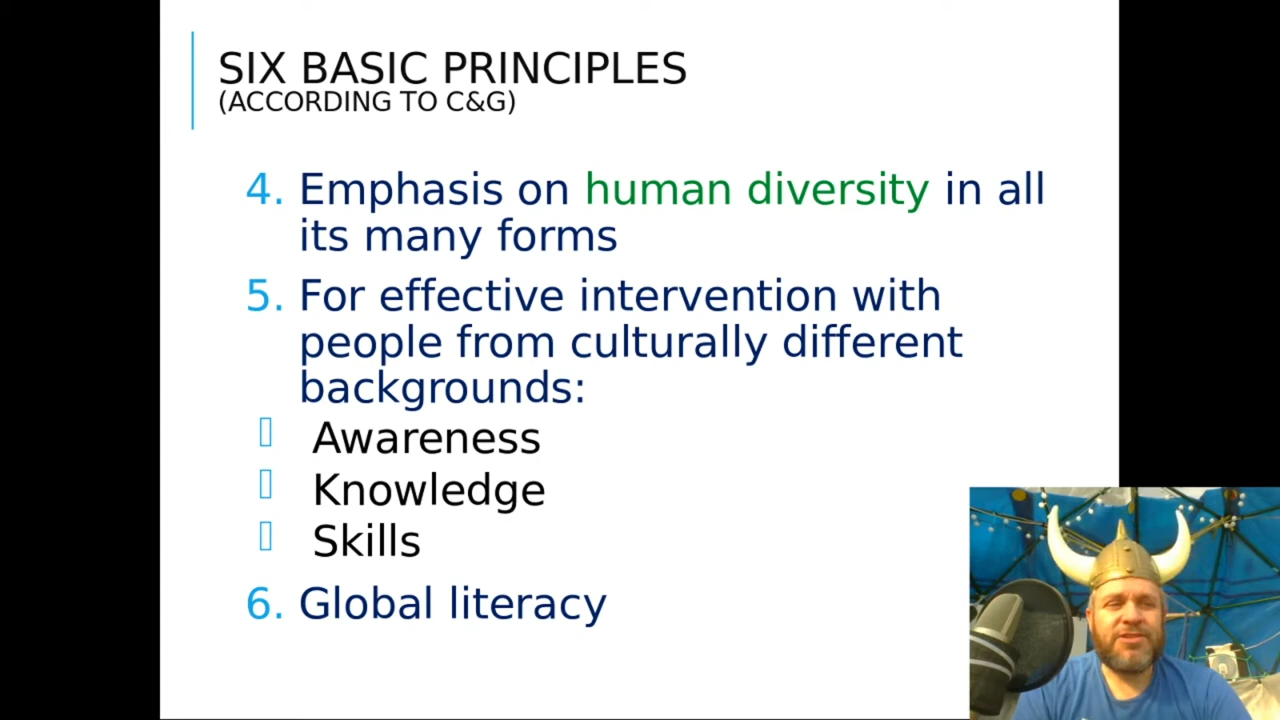 SIX BASIC PRINCIPLES
(ACCORDING TO C&G)
4. Emphasis on human diversity in all
its many forms
5. For effective intervention with
people from culturally different
backgrounds:
Awareness
Knowledge
Skills
6. Global literacy